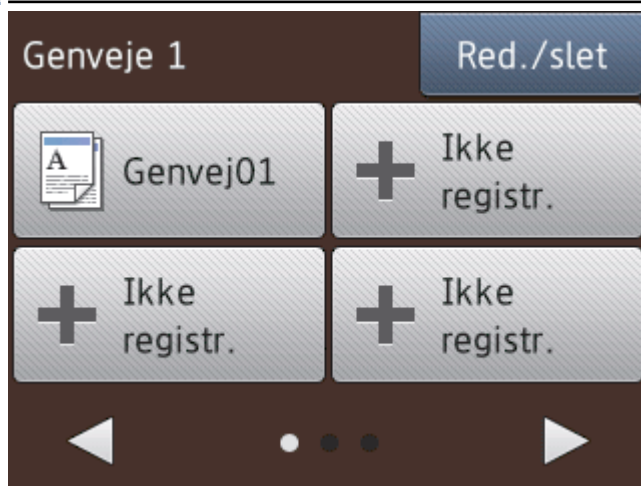 Genveje 1
Red./slet
A
Genvej01
Ikke
registr.
Ikke
registr.
Ikke
registr.